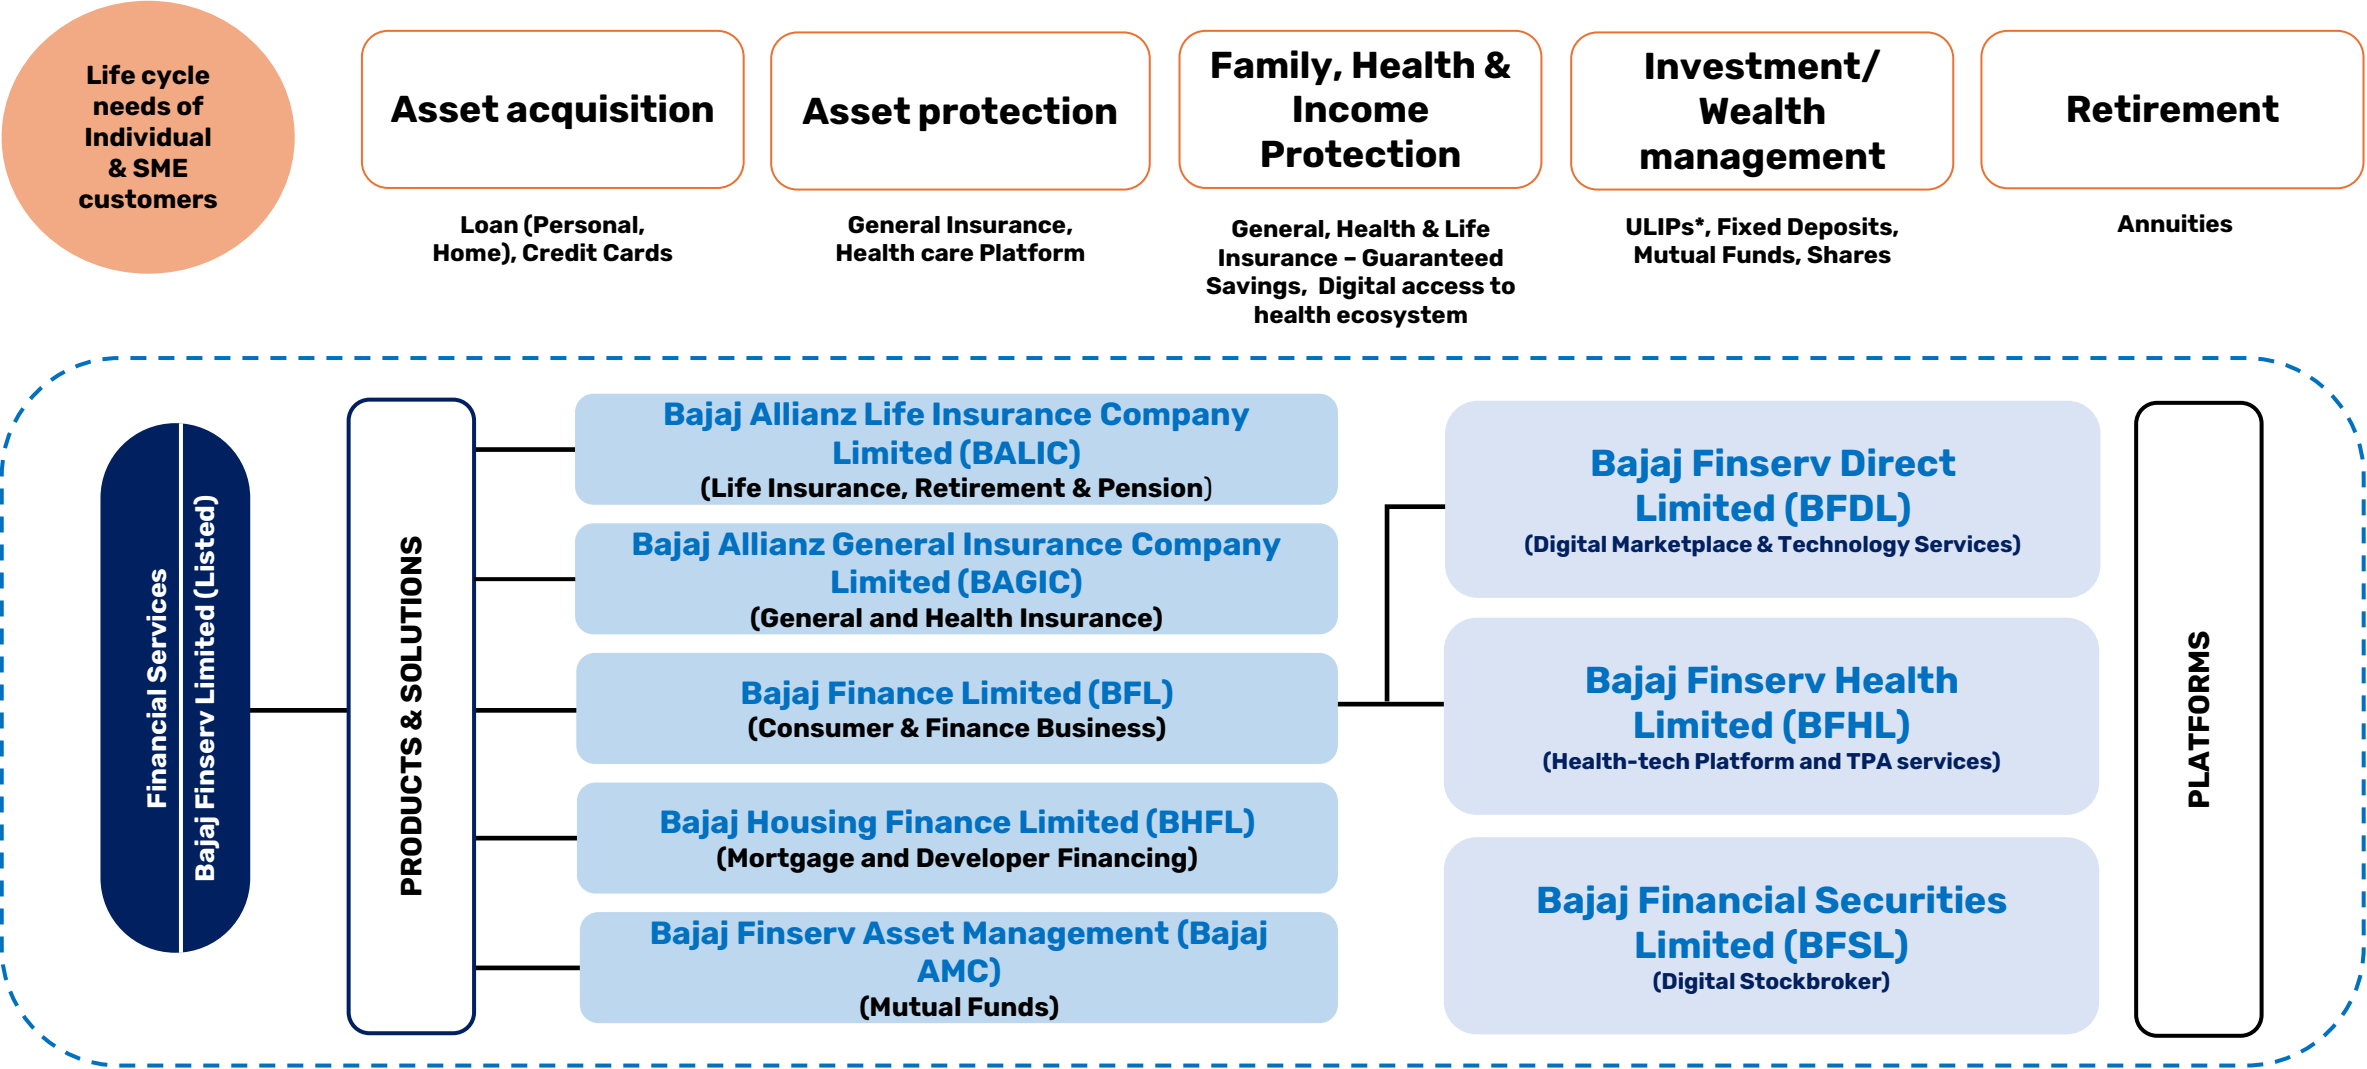 Life cycle
needs of
Individual
& SME
customers
Asset acquisition
Loan (Personal,
Home), Credit Cards
Asset protection
General Insurance,
Health care Platform
Family, Health &
Income
Protection
General, Health & Life
Insurance – Guaranteed
Savings, Digital access to
health ecosystem
Investment/
Wealth
management
ULIPs*, Fixed Deposits,
Mutual Funds, Shares
Retirement
Annuities
Financial Services
Bajaj Finserv Limited (Listed)
PRODUCTS & SOLUTIONS
Bajaj Allianz Life Insurance Company
Limited (BALIC)
(Life Insurance, Retirement & Pension)
Bajaj Allianz General Insurance Company
Limited (BAGIC)
(General and Health Insurance)
Bajaj Finance Limited (BFL)
(Consumer & Finance Business)
Bajaj Housing Finance Limited (BHFL)
(Mortgage and Developer Financing)
Bajaj Finserv Asset Management (Bajaj
AMC)
(Mutual Funds)
Bajaj Finserv Direct
Limited (BFDL)
(Digital Marketplace & Technology Services)
Bajaj Finserv Health
Limited (BFHL)
(Health-tech Platform and TPA services)
Bajaj Financial Securities
Limited (BFSL)
(Digital Stockbroker)
PLATFORMS